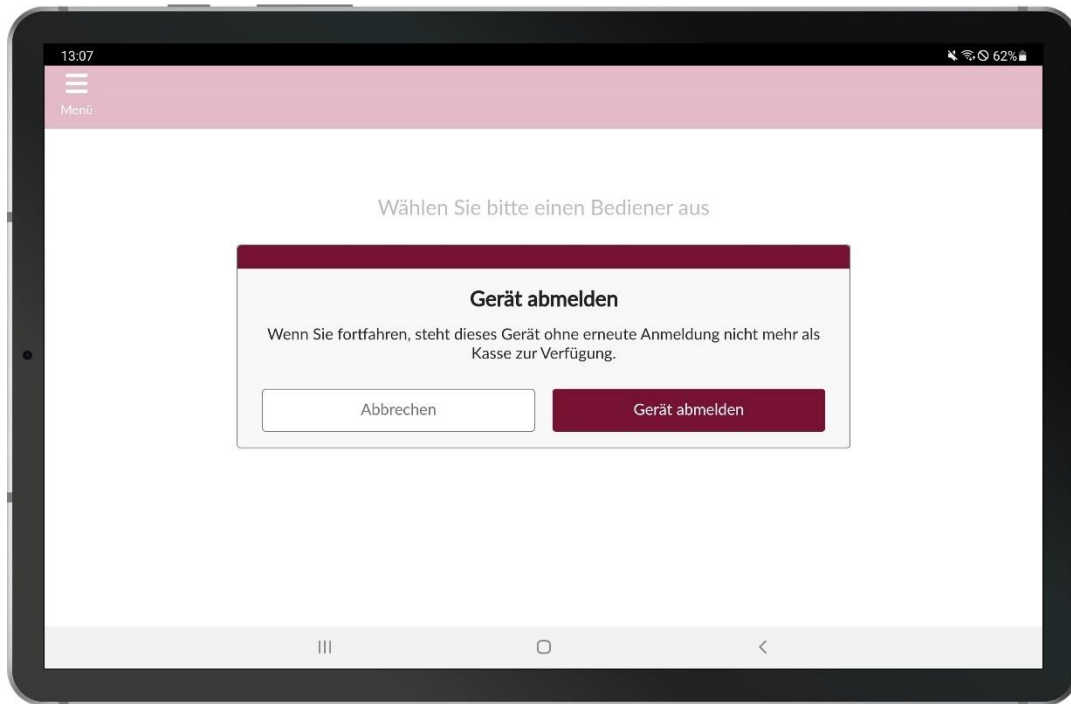 13:07
62%
Menü
Wählen Sie bitte einen Bediener aus
Gerät abmelden
Wenn Sie fortfahren, steht dieses Gerät ohne erneute Anmeldung nicht mehr als
Kasse zur Verfügung.
Abbrechen
Gerät abmelden